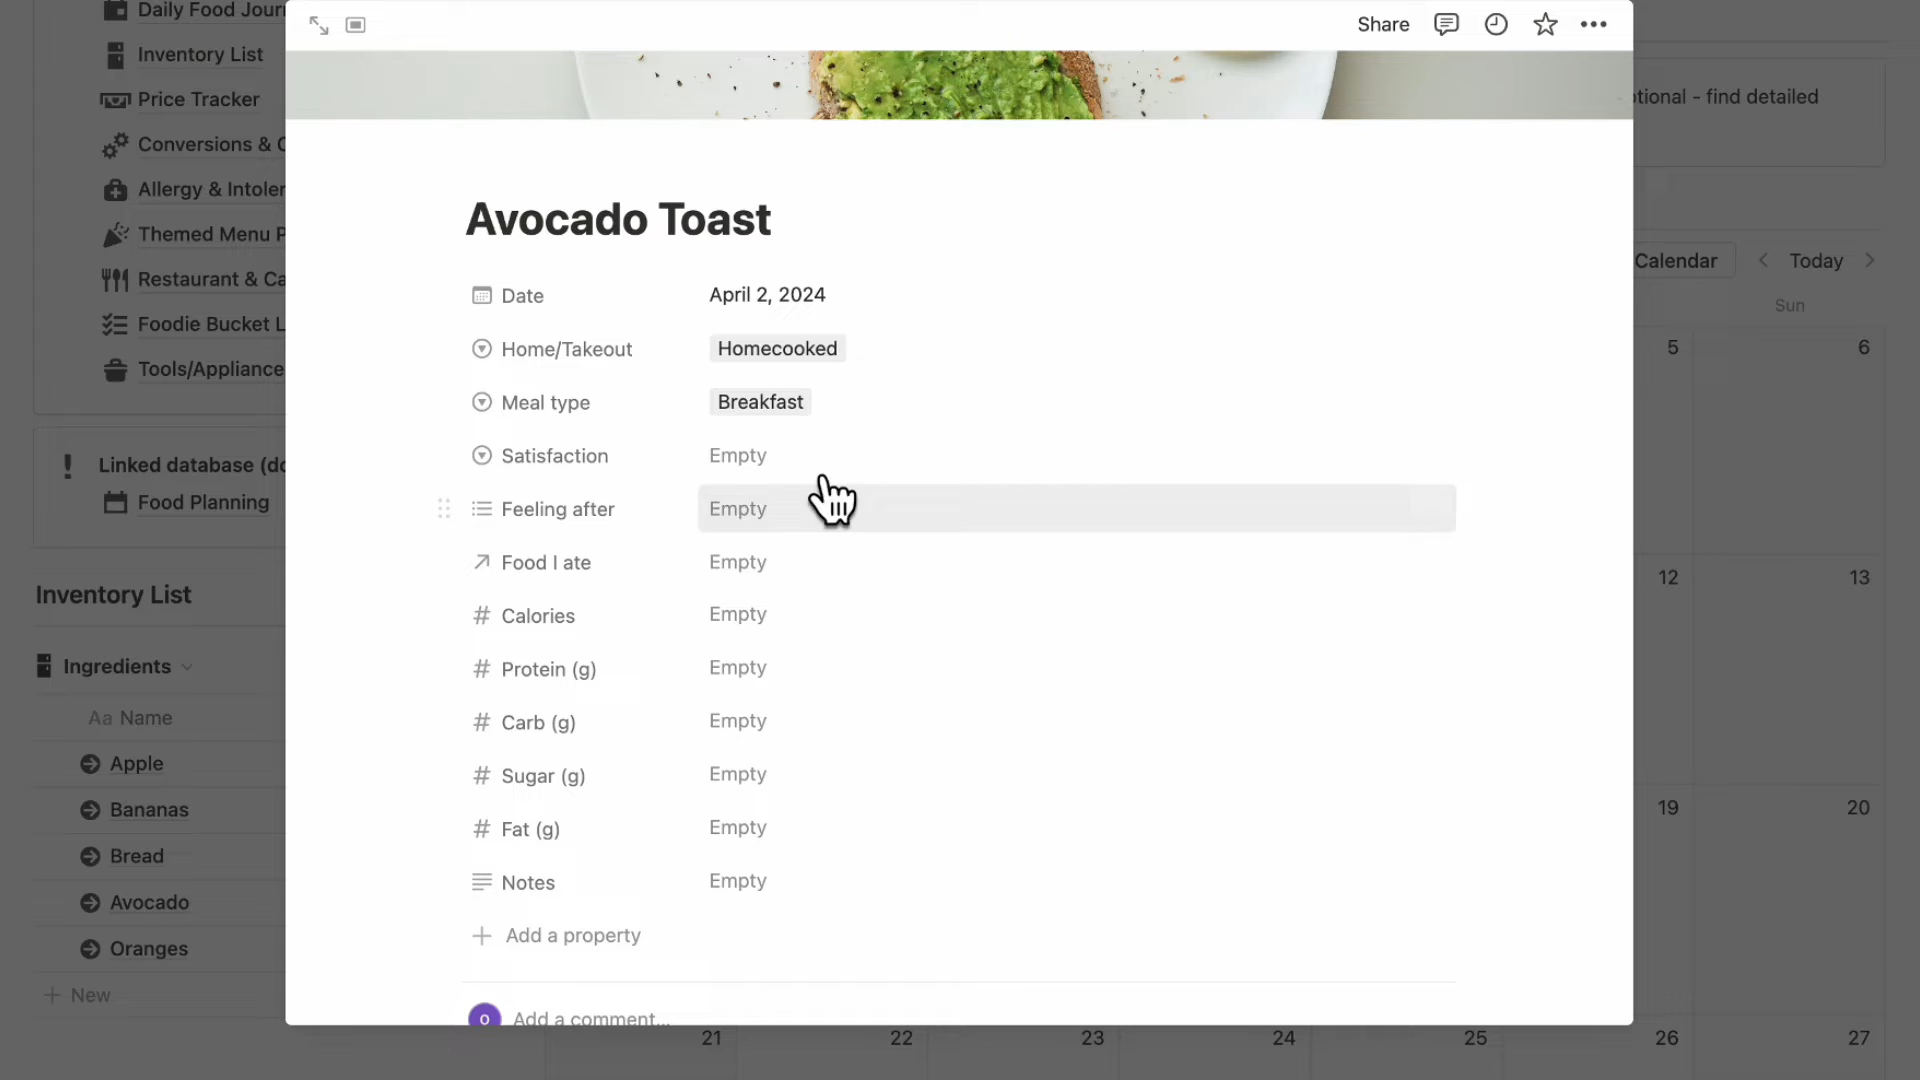 Daily Food Jour
Inventory List
Price Tracker
Conversions & C
Allergy & Intoler
Themed Menu P
Restaurant & Ca
Foodie Bucket L
Tools/Appliance
Linked database (do
Food Planning
Inventory List
Ingredients
Aa Name
Apple
Bananas
Bread
Avocado
Oranges
+ New
Share
Avocado Toast
Date April 2, 2024
Home/Takeout Homecooked
Meal type Breakfast
Satisfaction Empty
Feeling after Empty
Food I ate Empty
# Calories Empty
# Protein (g) Empty
# Carb (g) Empty
# Sugar (g) Empty
# Fat (g) Empty
Notes Empty
+ Add a property
O Add a comment...
otional - find detailed
Calendar < Today >
Sun
5 6
12 13
19 20
21 22 23 24 25 26 27